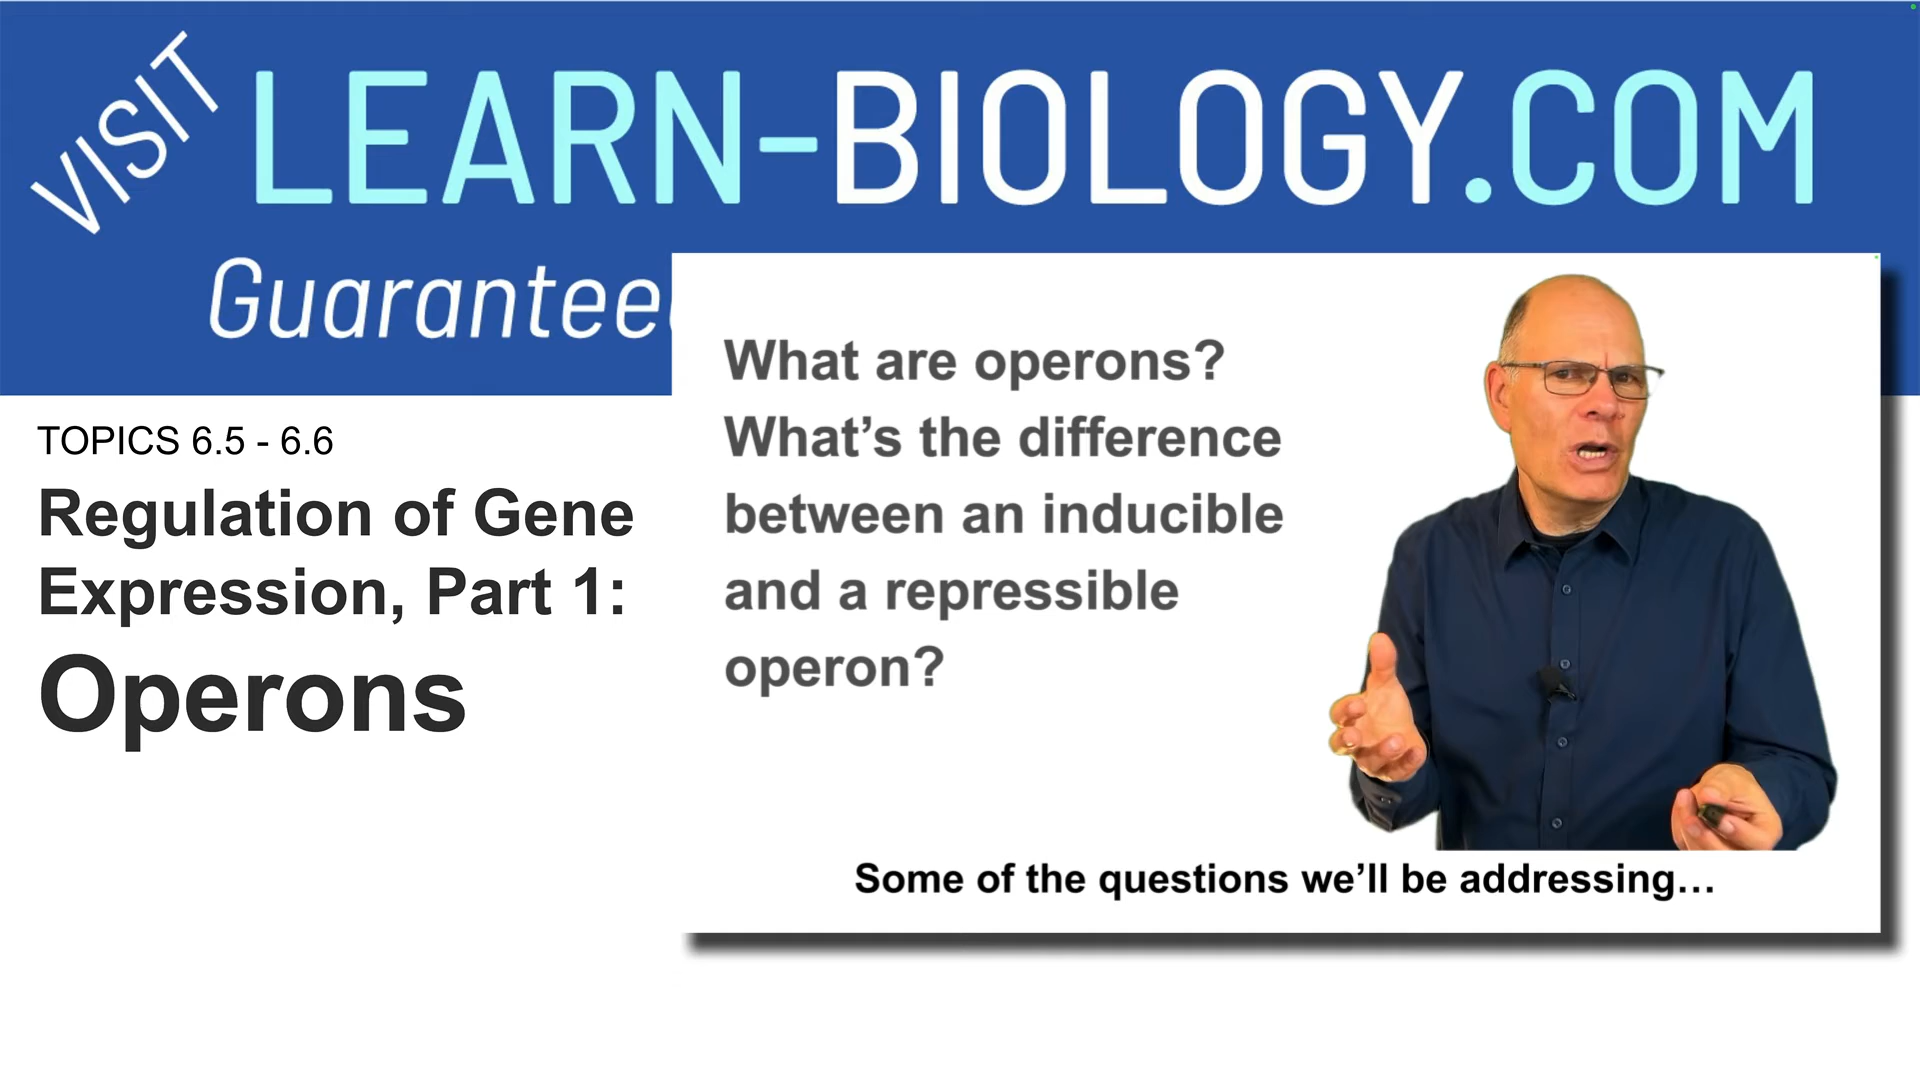 VISIT
LEARN-BIOLOGY.COM
TOPICS 6.5 - 6.6
Regulation of Gene
Expression, Part 1:
Operons
What are operons?
What’s the difference
between an inducible
and a repressible
operon?
Some of the questions we’ll be addressing…